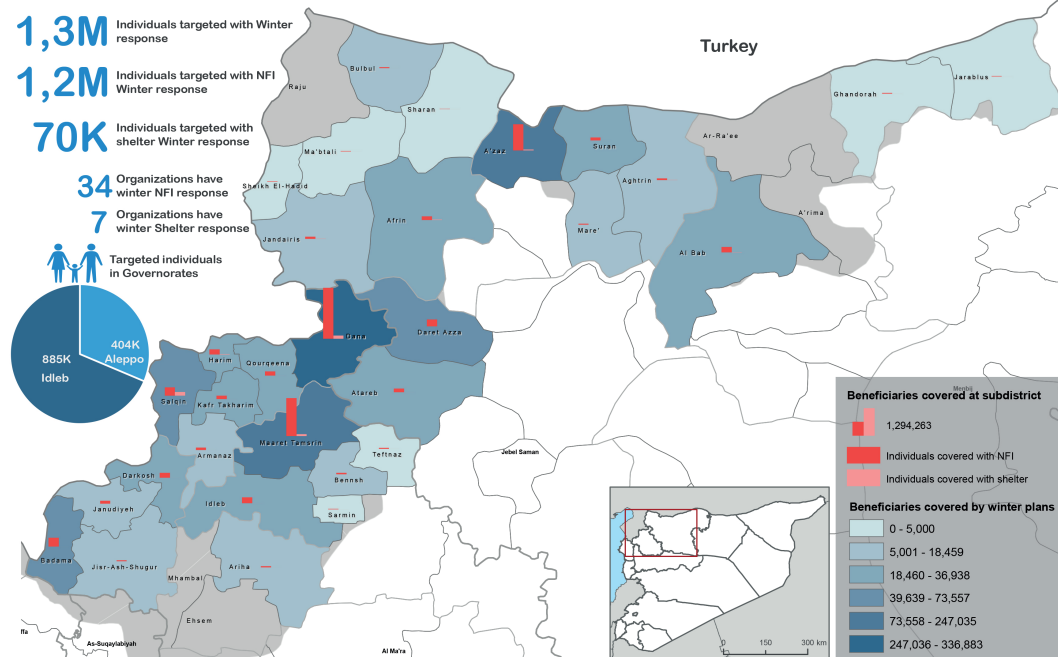 1,3M Individuals targeted with Winter
response
1,2M Individuals targeted with NFI
Winter response
70K Individuals targeted with
shelter Winter response
34 Organizations have
winter NFI response
7 Organizations have
winter Shelter response
Targeted individuals
in Governorates
404K
Aleppo
885K
Idleb
Turkey
Bulbul
Raju
Sharan
Ma'btali
Sheikh El-Hadid
Jandairis
Afrin
A'zaz
Suran
Aghtrin
Mare'
Ar-Ra'ee
Ghandorah
Jarablus
A'rima
Al Bab
Dana
Daret Azza
Harim
Qourqeena
Salqin
Kafr Takharim
Atareb
Maaret Tamsrin
Armanaz
Teftnaz
Darkosh
Bennsh
Janudiyeh
Idleb
Sarmin
Badama
Jisr-Ash-Shugur
Ariha
Mhambal
Ehsem
ffa
As-Suqaylabiyah
Al Ma'ra
Jebel Saman
Menbij
Beneficiaries covered at subdistrict
1,294,263
Individuals covered with NFI
Individuals covered with shelter
Beneficiaries covered by winter plans
0 - 5,000
5,001 - 18,459
18,460 - 36,938
39,639 - 73,557
73,558 - 247,035
247,036 - 336,883
0 150 300 km